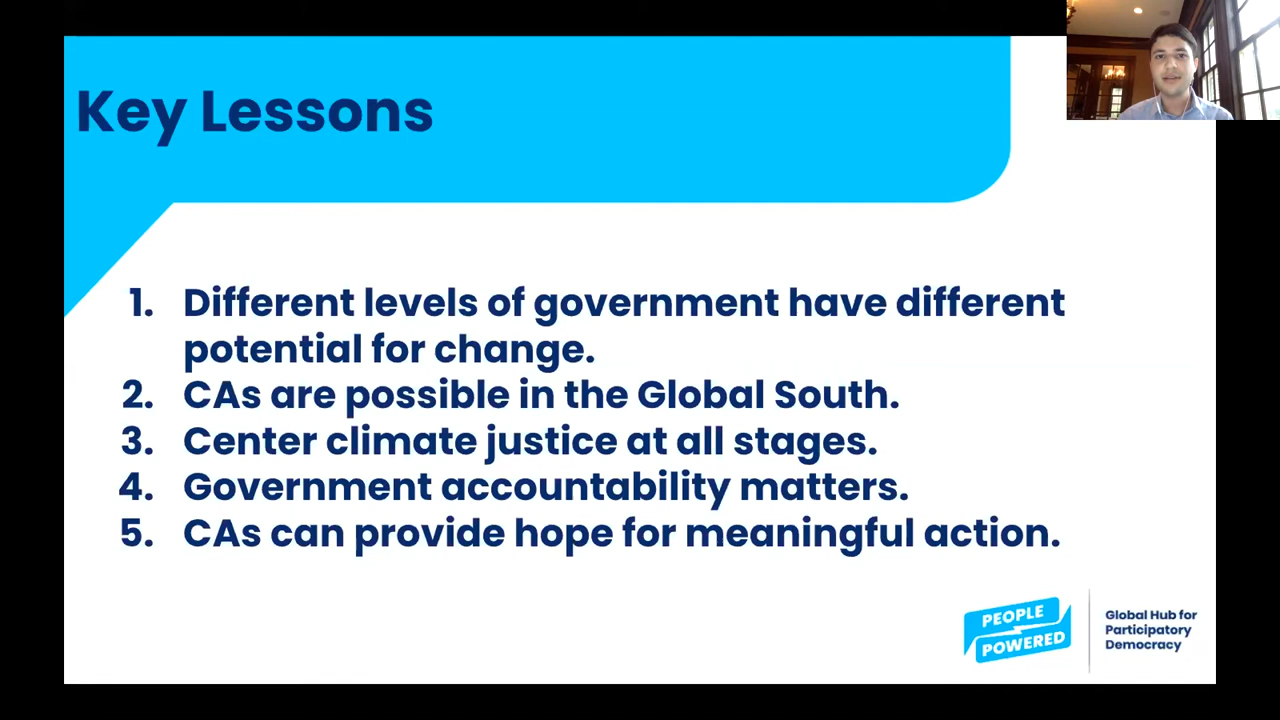 Key Lessons
1. Different levels of government have different
potential for change.
2. CAs are possible in the Global South.
3. Center climate justice at all stages.
4. Government accountability matters.
5. CAs can provide hope for meaningful action.
PEOPLE
POWERED
Global Hub for
Participatory
Democracy